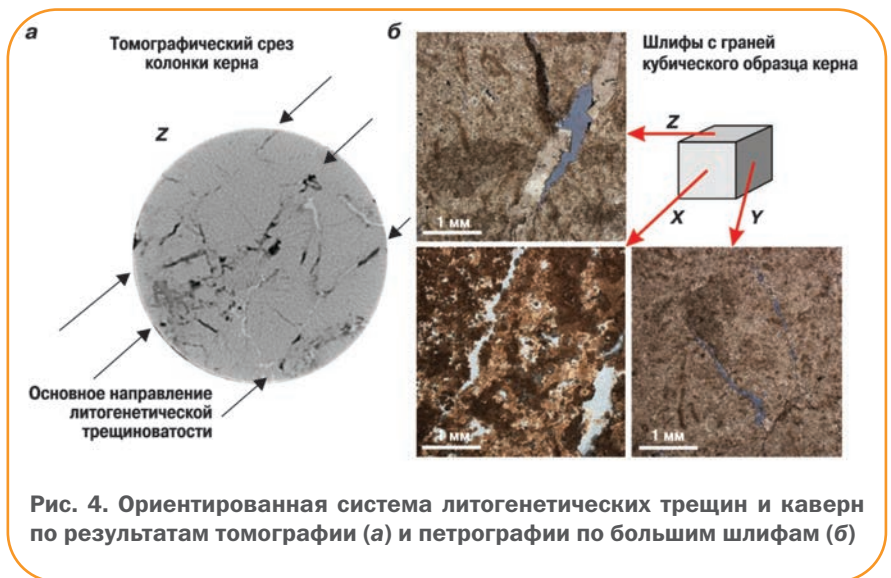 а
Томографический срез
колонки керна
Z
Основное направление
литогенетической
трещиноватости
б
Шлифы с граней
кубического образца керна
Z
X
Y
1 мм
1 мм
1 мм
Рис. 4. Ориентированная система литогенетических трещин и каверн
по результатам томографии (а) и петрографии по большим шлифам (б)